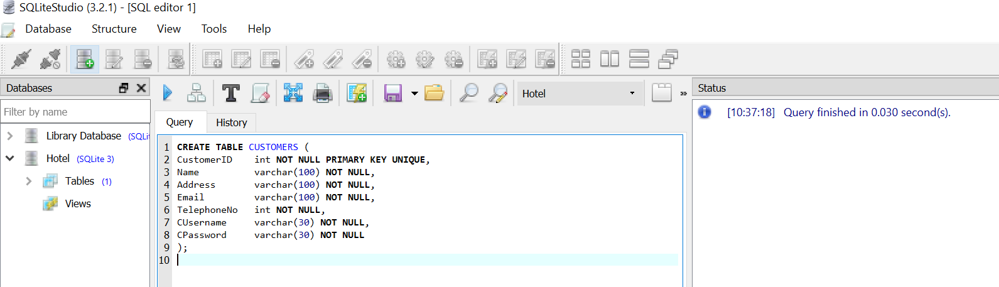 SQLiteStudio (3.2.1) - [SQL editor 1]
Database Structure View Tools Help
Databases
Filter by name
Library Database (SQLit
Hotel (SQLite 3)
Tables (1)
Views
Hotel
Query History
1 CREATE TABLE CUSTOMERS (
2 CustomerID int NOT NULL PRIMARY KEY UNIQUE,
3 Name varchar(100) NOT NULL,
4 Address varchar(100) NOT NULL,
5 Email varchar(100) NOT NULL,
6 TelephoneNo int NOT NULL,
7 CUsername varchar(30) NOT NULL,
8 CPassword varchar(30) NOT NULL
9 );
10
Status
[10:37:18] Query finished in 0.030 second(s).